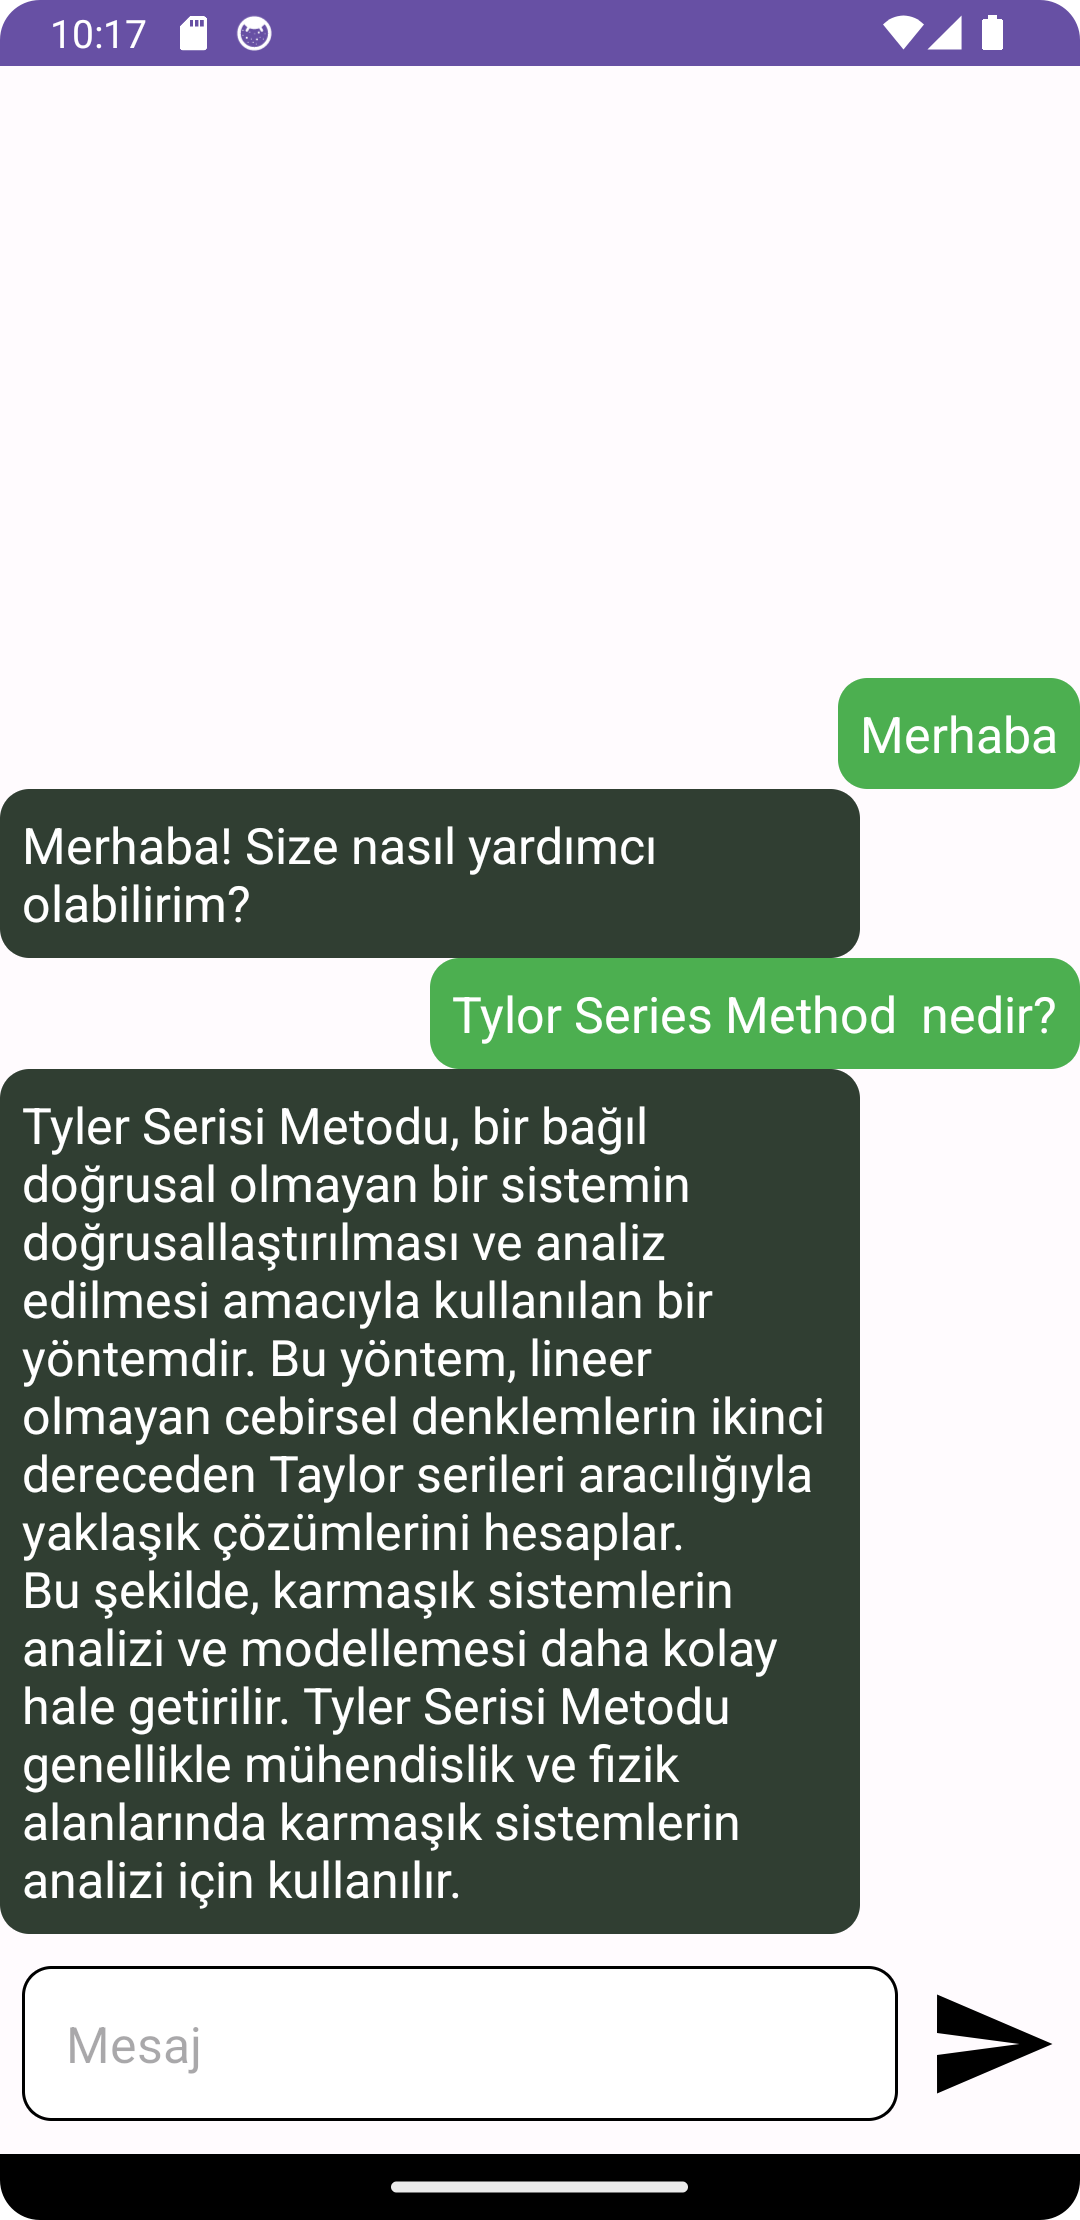 10:17
Merhaba
Merhaba! Size nasıl yardımcı
olabilirim?
Tylor Series Method  nedir?
Tyler Serisi Metodu, bir bağıl
doğrusal olmayan bir sistemin
doğrusallaştırılması ve analiz
edilmesi amacıyla kullanılan bir
yöntemdir. Bu yöntem, lineer
olmayan cebirsel denklemlerin ikinci
dereceden Taylor serileri aracılığıyla
yaklaşık çözümlerini hesaplar.
Bu şekilde, karmaşık sistemlerin
analizi ve modellemesi daha kolay
hale getirilir. Tyler Serisi Metodu
genellikle mühendislik ve fizik
alanlarında karmaşık sistemlerin
analizi için kullanılır.
Mesaj